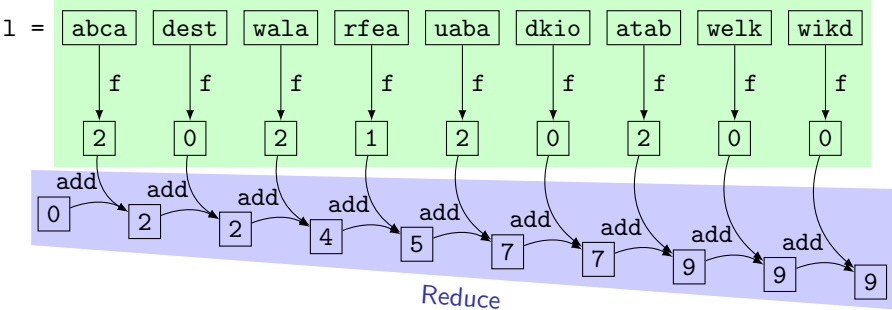 l = abca dest wala rfea uaba dkio atab welk wikd
f f f f f f f f f
2 0 2 1 2 0 2 0 0
add add add add add add add add add
0 2 2 4 5 7 7 9 9 9
Reduce